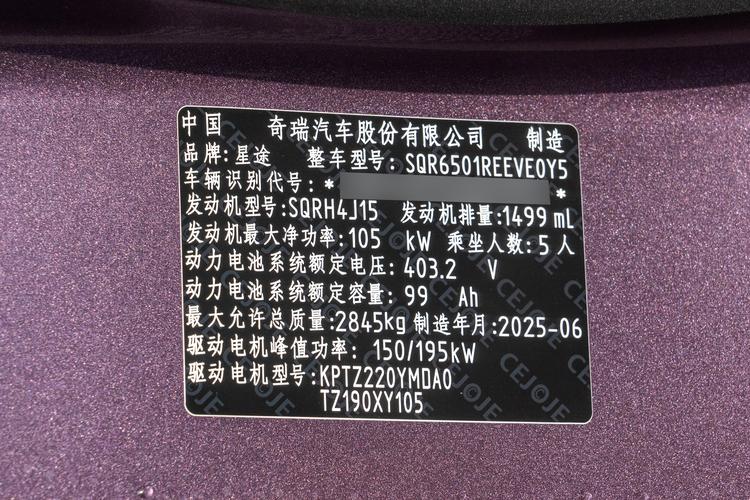 中国 奇瑞汽车股份有限公司 制造
品牌:星途 整车型号: SQR6501REEVE0Y5
车辆识别代号: * *
发动机型号:SQRH4J15 发动机排量:1499 mL
发动机最大净功率:105 kW 乘坐人数:5 人
动力电池系统额定电压: 403.2 V
动力电池系统额定容量: 99 Ah
最大允许总质量:2845kg 制造年月:2025-06
驱动电机峰值功率: 150/195kW
驱动电机型号:KPTZ220YMDA0
TZ190XY105